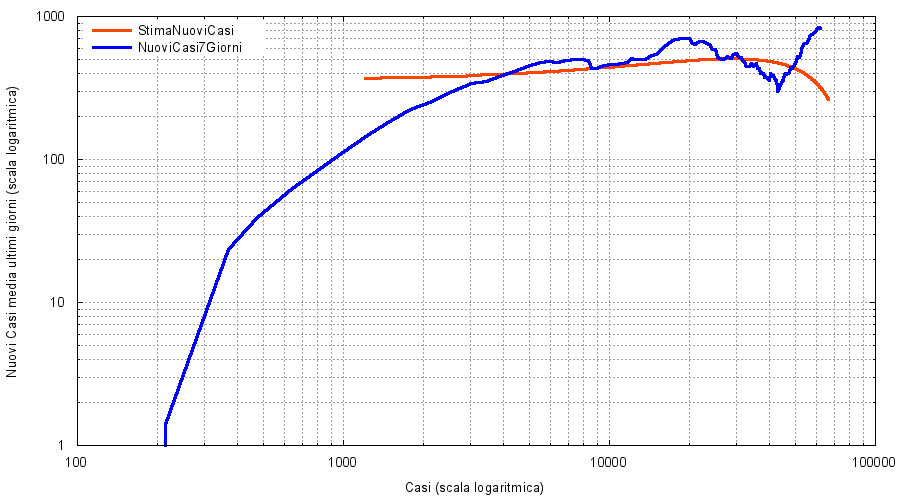 1000
StimaNuoviCasi
NuoviCasi7Giorni
100
10
1
100
1000
10000
100000
Nuovi Casi media ultimi giorni (scala logaritmica)
Casi (scala logaritmica)